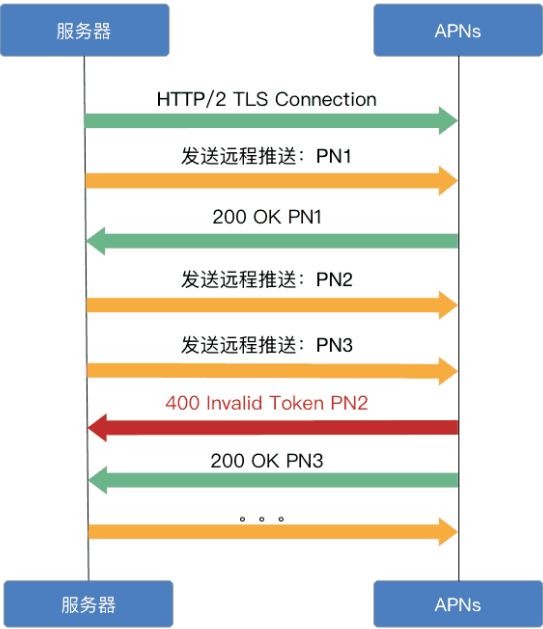 服务器
APNs
HTTP/2 TLS Connection
发送远程推送：PN1
200 OK PN1
发送远程推送：PN2
发送远程推送：PN3
400 Invalid Token PN2
200 OK PN3
。。。
服务器
APNs